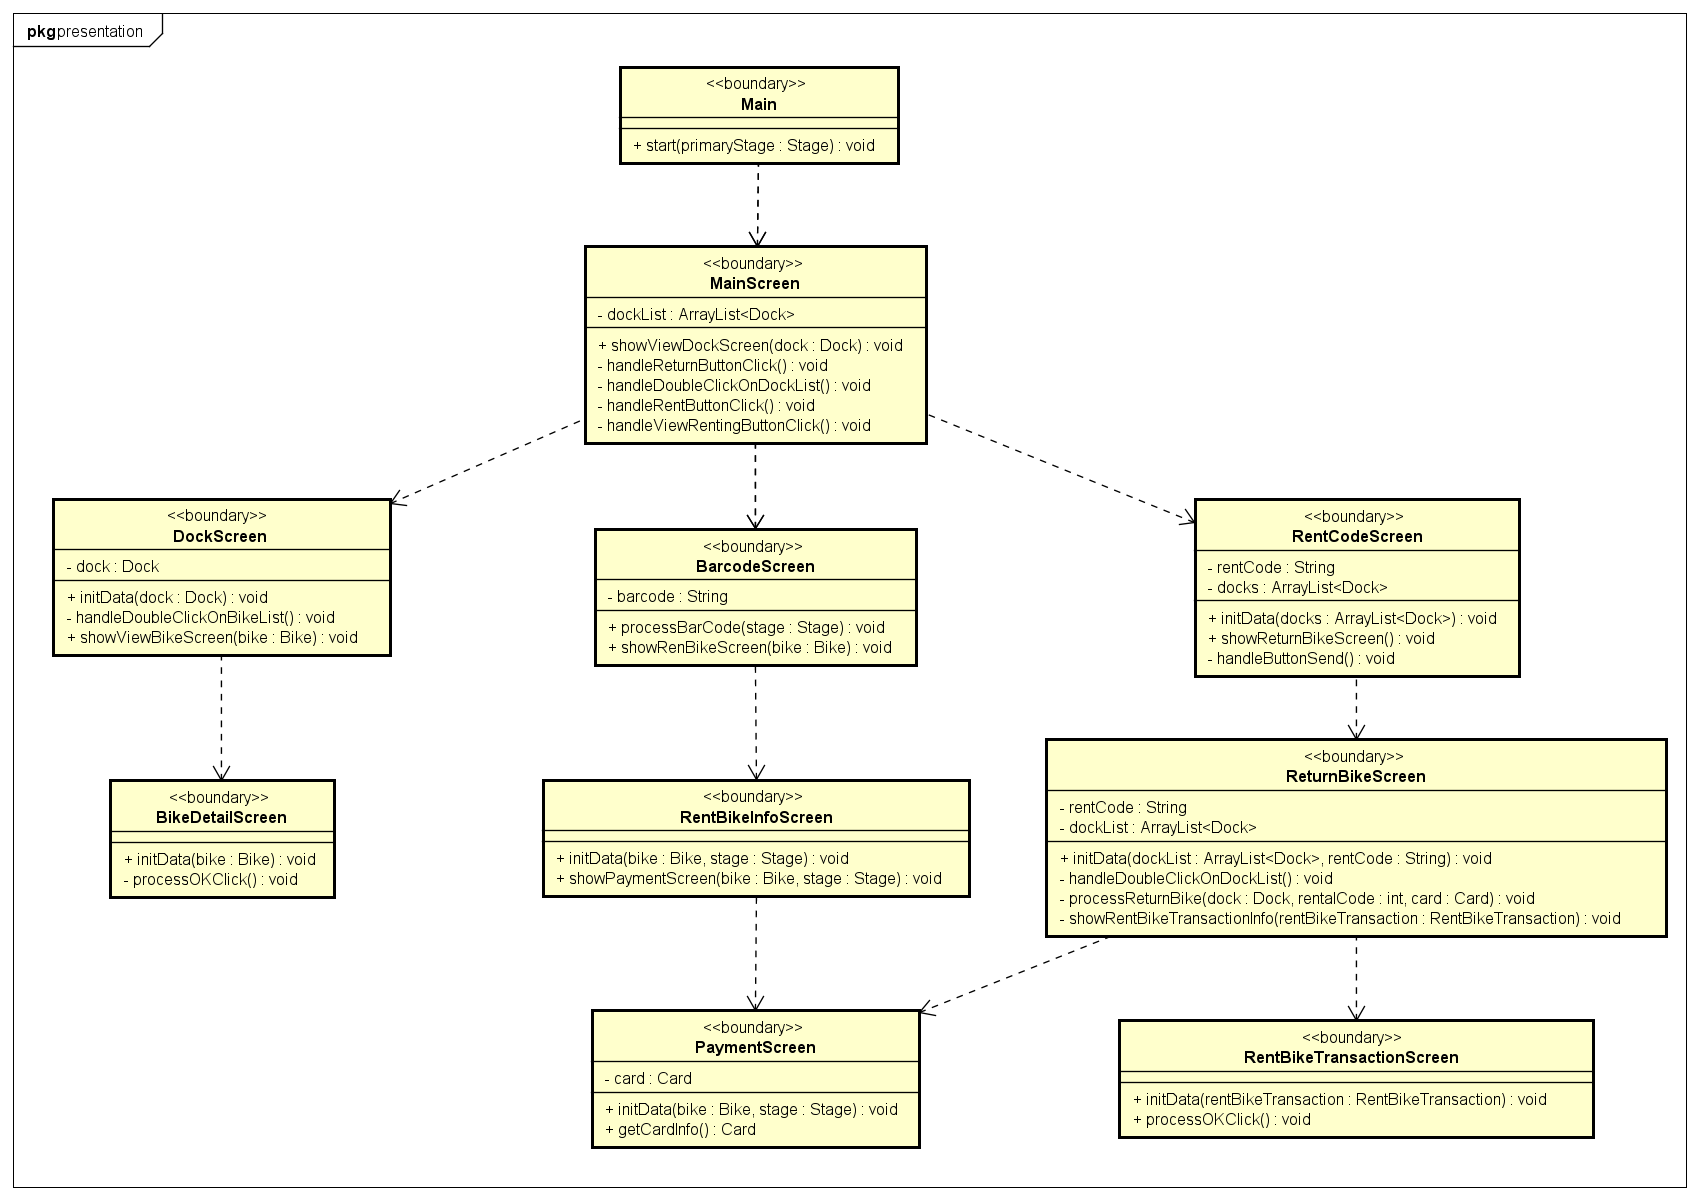 pkg presentation
<<boundary>>
Main
+ start(primaryStage : Stage) : void
<<boundary>>
MainScreen
- dockList : ArrayList<Dock>
+ showViewDockScreen(dock : Dock) : void
- handleReturnButtonClick() : void
- handleDoubleClickOnDockList() : void
- handleRentButtonClick() : void
- handleViewRentingButtonClick() : void
<<boundary>>
DockScreen
- dock : Dock
+ initData(dock : Dock) : void
- handleDoubleClickOnBikeList() : void
+ showViewBikeScreen(bike : Bike) : void
<<boundary>>
BarcodeScreen
- barcode : String
+ processBarCode(stage : Stage) : void
+ showRenBikeScreen(bike : Bike) : void
<<boundary>>
RentCodeScreen
- rentCode : String
- docks : ArrayList<Dock>
+ initData(docks : ArrayList<Dock>) : void
+ showReturnBikeScreen() : void
- handleButtonSend() : void
<<boundary>>
BikeDetailScreen
+ initData(bike : Bike) : void
- processOKClick() : void
<<boundary>>
RentBikeInfoScreen
+ initData(bike : Bike, stage : Stage) : void
+ showPaymentScreen(bike : Bike, stage : Stage) : void
<<boundary>>
ReturnBikeScreen
- rentCode : String
- dockList : ArrayList<Dock>
+ initData(dockList : ArrayList<Dock>, rentCode : String) : void
- handleDoubleClickOnDockList() : void
- processReturnBike(dock : Dock, rentalCode : int, card : Card) : void
- showRentBikeTransactionInfo(rentBikeTransaction : RentBikeTransaction) : void
<<boundary>>
PaymentScreen
- card : Card
+ initData(bike : Bike, stage : Stage) : void
+ getCardInfo() : Card
<<boundary>>
RentBikeTransactionScreen
+ initData(rentBikeTransaction : RentBikeTransaction) : void
+ processOKClick() : void